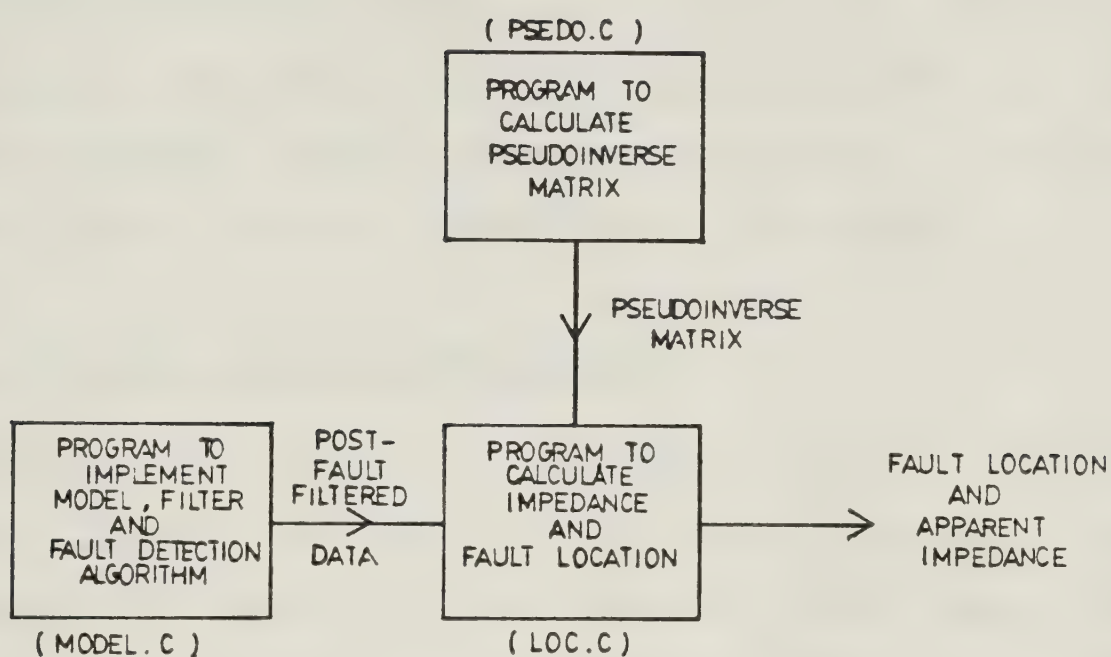 ( PSEDO.C )
PROGRAM TO
CALCULATE
PSEUDOINVERSE
MATRIX
PSEUDOINVERSE
MATRIX
PROGRAM TO
IMPLEMENT
MODEL, FILTER
AND
FAULT DETECTION
ALGORITHM
( MODEL.C )
POST-
FAULT
FILTERED
DATA
PROGRAM TO
CALCULATE
IMPEDANCE
AND
FAULT LOCATION
( LOC.C )
FAULT LOCATION
AND
APPARENT
IMPEDANCE